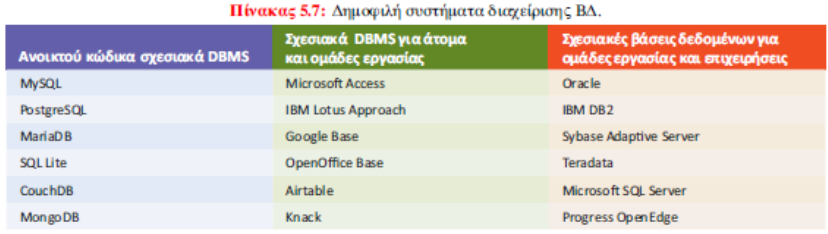 Πίνακας 5.7: Δημοφιλή συστήματα διαχείρισης ΒΔ.
Ανοικτού κώδικα σχεσιακά DBMS
Σχεσιακά DBMS για άτομα
και ομάδες εργασίας
Σχεσιακές βάσεις δεδομένων για
ομάδες εργασίας και επιχειρήσεις
MySQL Microsoft Access Oracle
PostgreSQL IBM Lotus Approach IBM DB2
MariaDB Google Base Sybase Adaptive Server
SQL Lite OpenOffice Base Teradata
CouchDB Airtable Microsoft SQL Server
MongoDB Knack Progress OpenEdge